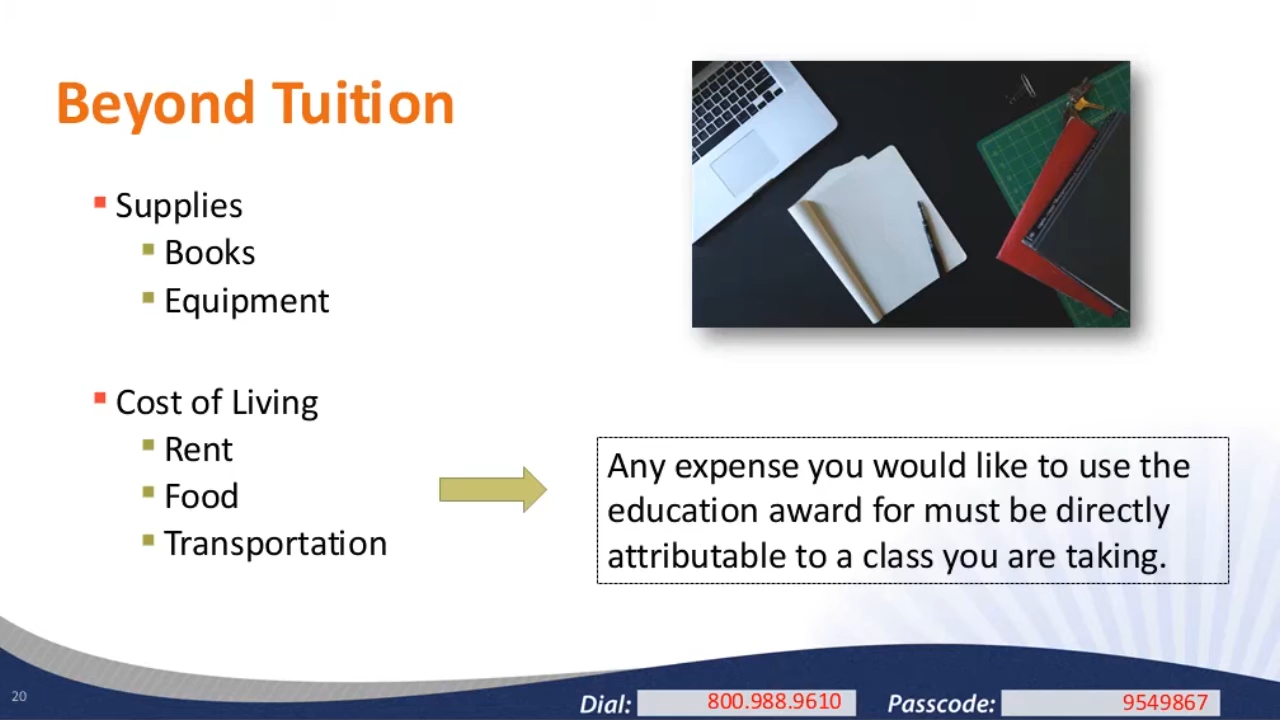 Beyond Tuition
Supplies
Books
Equipment
Cost of Living
Rent
Food
Transportation
Any expense you would like to use the
education award for must be directly
attributable to a class you are taking.
20
Dial: 800.988.9610 Passcode: 9549867